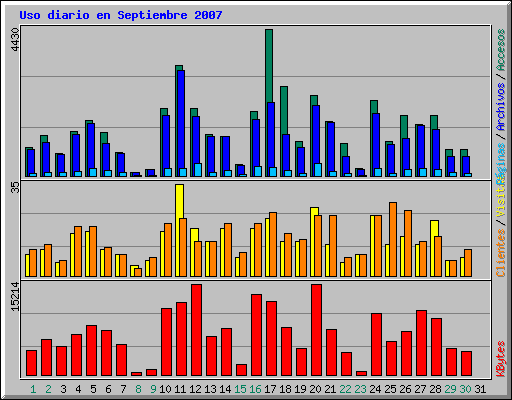 Uso diario en Septiembre 2007
4430
35
15214
Accesos / Archivos / Páginas
Visitas / Clientes
KBytes
1 2 3 4 5 6 7 8 9 10 11 12 13 14 15 16 17 18 19 20 21 22 23 24 25 26 27 28 29 30 31